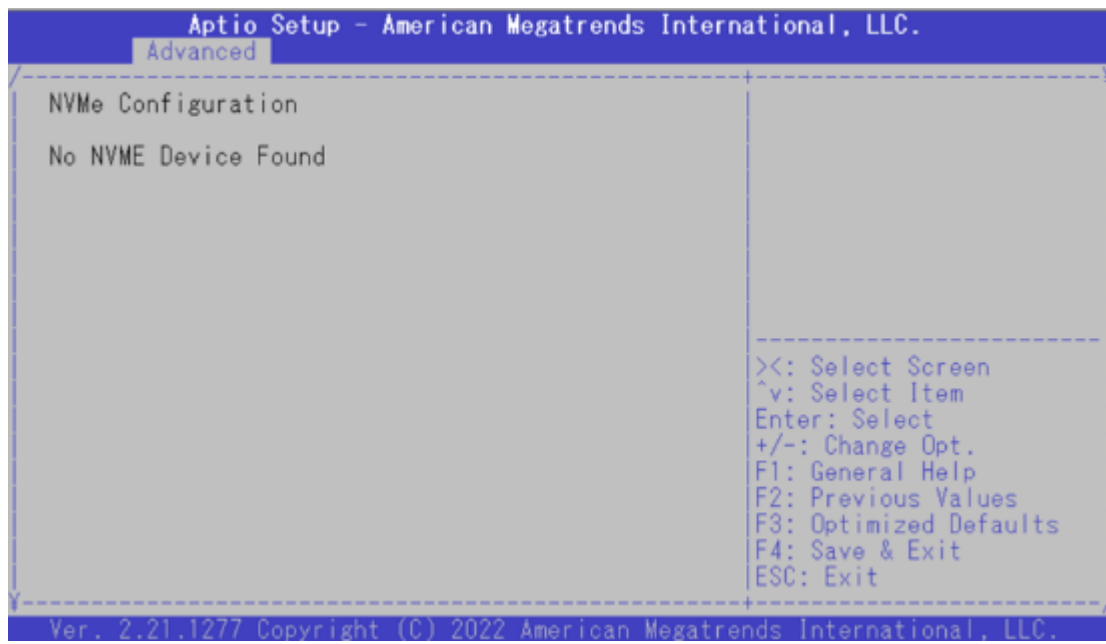 Aptio Setup - American Megatrends International, LLC.
Advanced
NVMe Configuration
No NVME Device Found
><: Select Screen
^v: Select Item
Enter: Select
+/-: Change Opt.
F1: General Help
F2: Previous Values
F3: Optimized Defaults
F4: Save & Exit
ESC: Exit
Ver. 2.21.1277 Copyright (C) 2022 American Megatrends International, LLC.